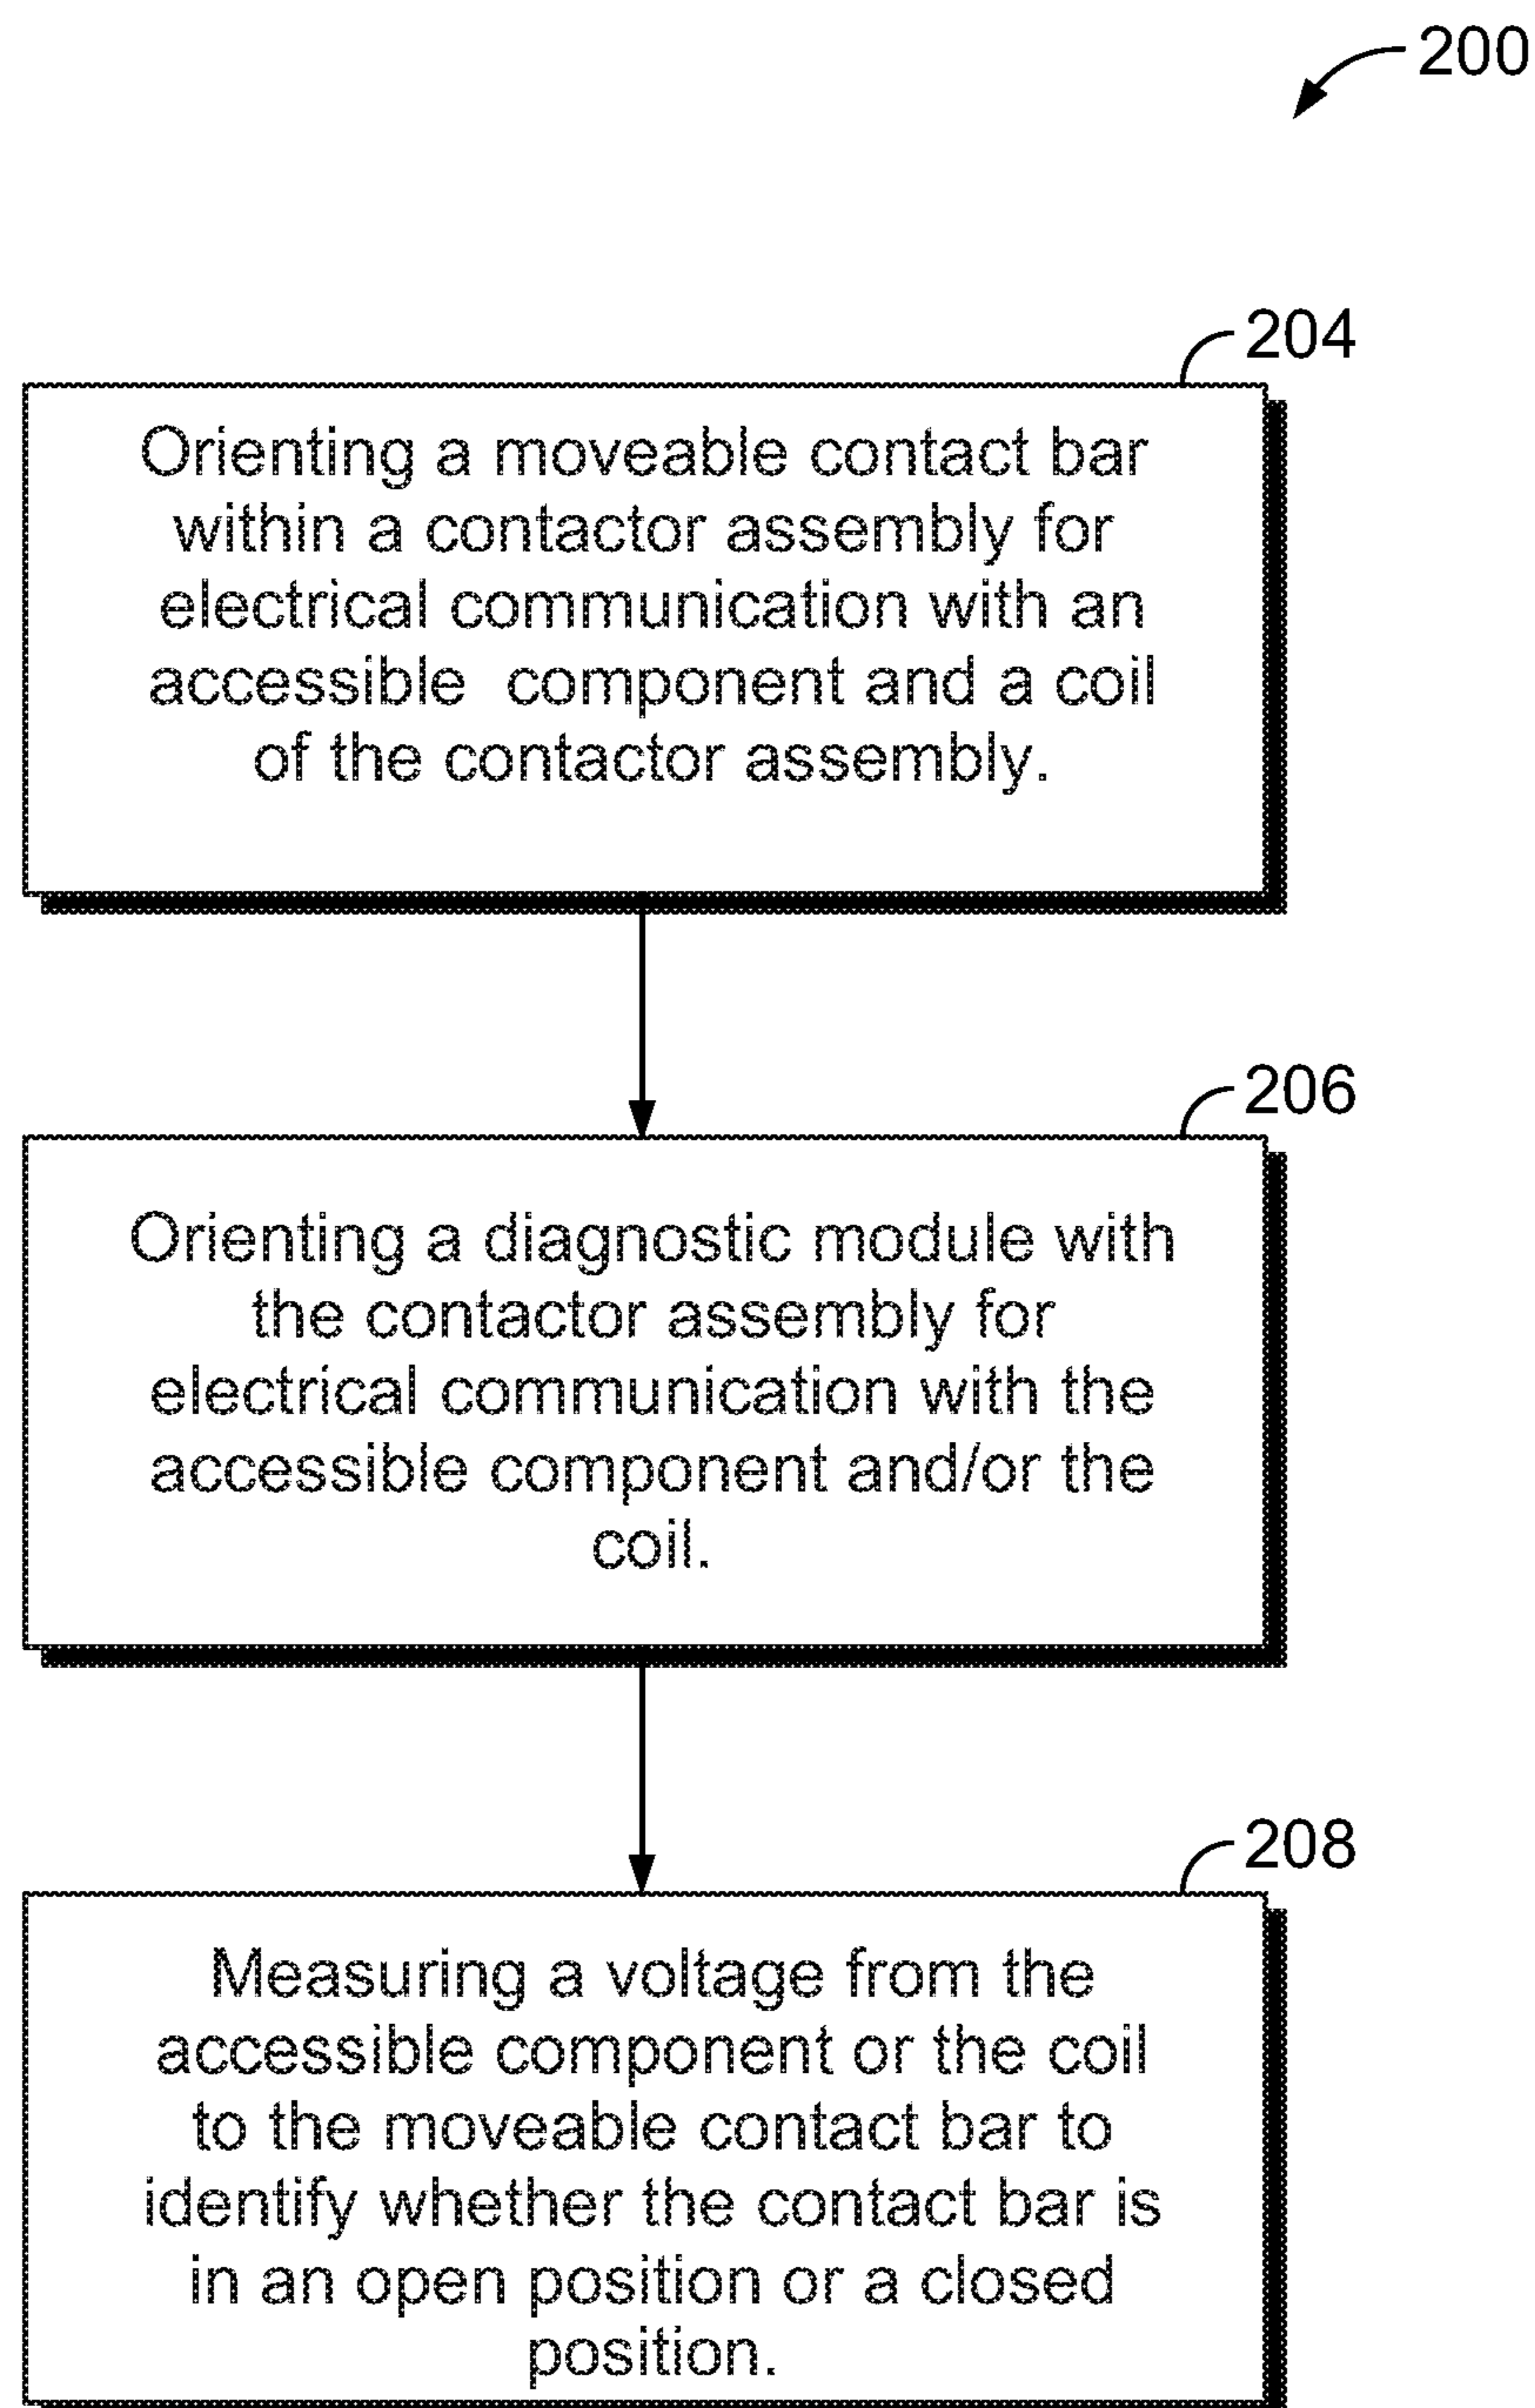 200
204
Orienting a moveable contact bar
within a contactor assembly for
electrical communication with an
accessible component and a coil
of the contactor assembly.
206
Orienting a diagnostic module with
the contactor assembly for
electrical communication with the
accessible component and/or the
coil.
208
Measuring a voltage from the
accessible component or the coil
to the moveable contact bar to
identify whether the contact bar is
in an open position or a closed
position.